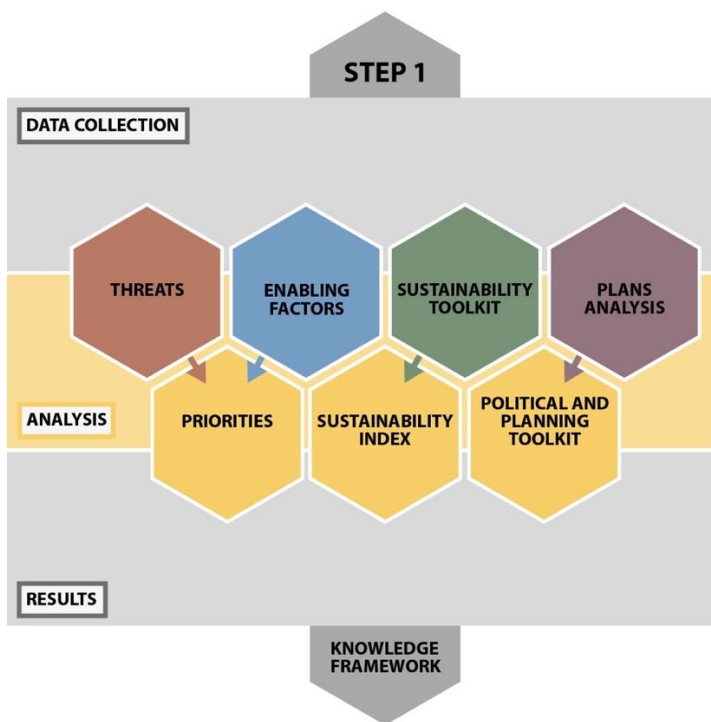 STEP 1
DATA COLLECTION
THREATS
ENABLING
FACTORS
SUSTAINABILITY
TOOLKIT
PLANS
ANALYSIS
ANALYSIS
PRIORITIES
SUSTAINABILITY
INDEX
POLITICAL AND
PLANNING
TOOLKIT
RESULTS
KNOWLEDGE
FRAMEWORK